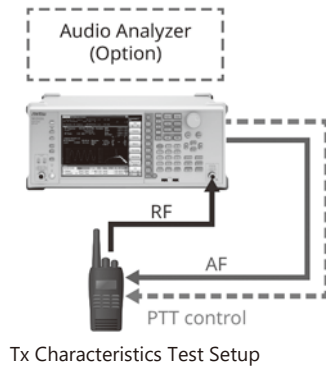 Audio Analyzer
(Option)
RF
AF
PTT control
Tx Characteristics Test Setup